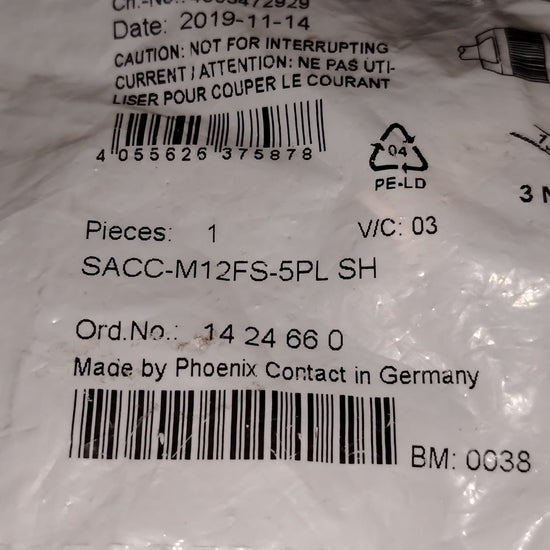 Date: 2019-11-14
CAUTION: NOT FOR INTERRUPTING
CURRENT / ATTENTION: NE PAS UTI-
LISER POUR COUPER LE COURANT
4 055626 375878
04
PE-LD
3 N
Pieces: 1 V/C: 03
SACC-M12FS-5PL SH
Ord.No.: 14 24 66 0
Made by Phoenix Contact in Germany
BM: 0038